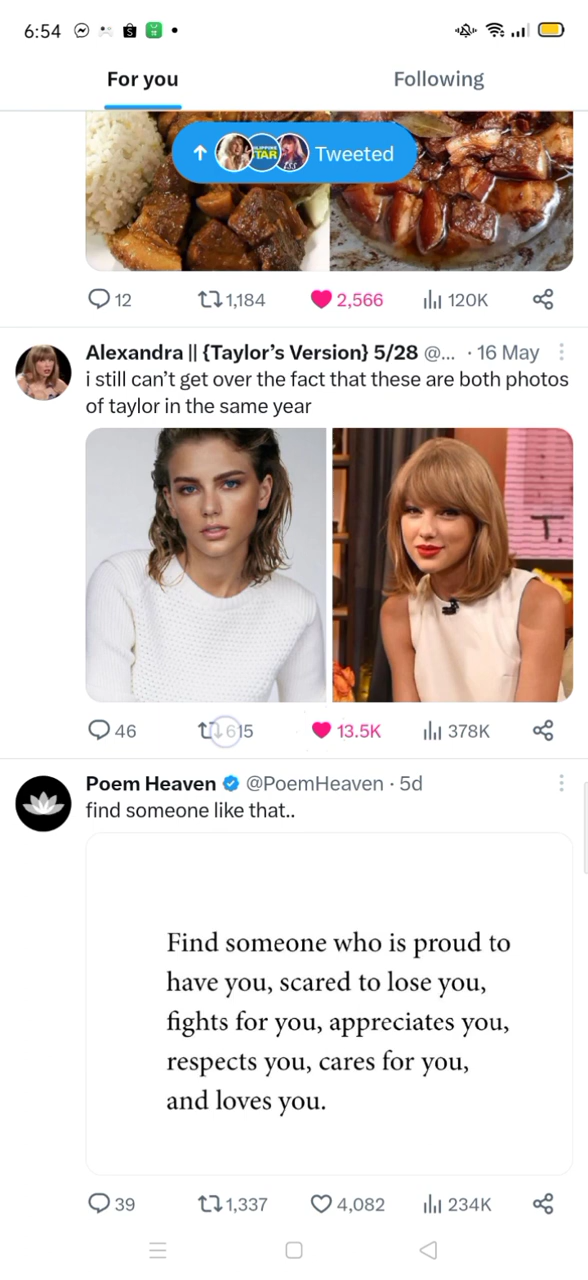 6:54
For you
Following
Tweeted
12
1,184
2,566
120K
Alexandra || {Taylor’s Version} 5/28 @... · 16 May
i still can’t get over the fact that these are both photos
of taylor in the same year
T.
46
615
13.5K
378K
Poem Heaven @PoemHeaven · 5d
find someone like that..
Find someone who is proud to
have you, scared to lose you,
fights for you, appreciates you,
respects you, cares for you,
and loves you.
39
1,337
4,082
234K